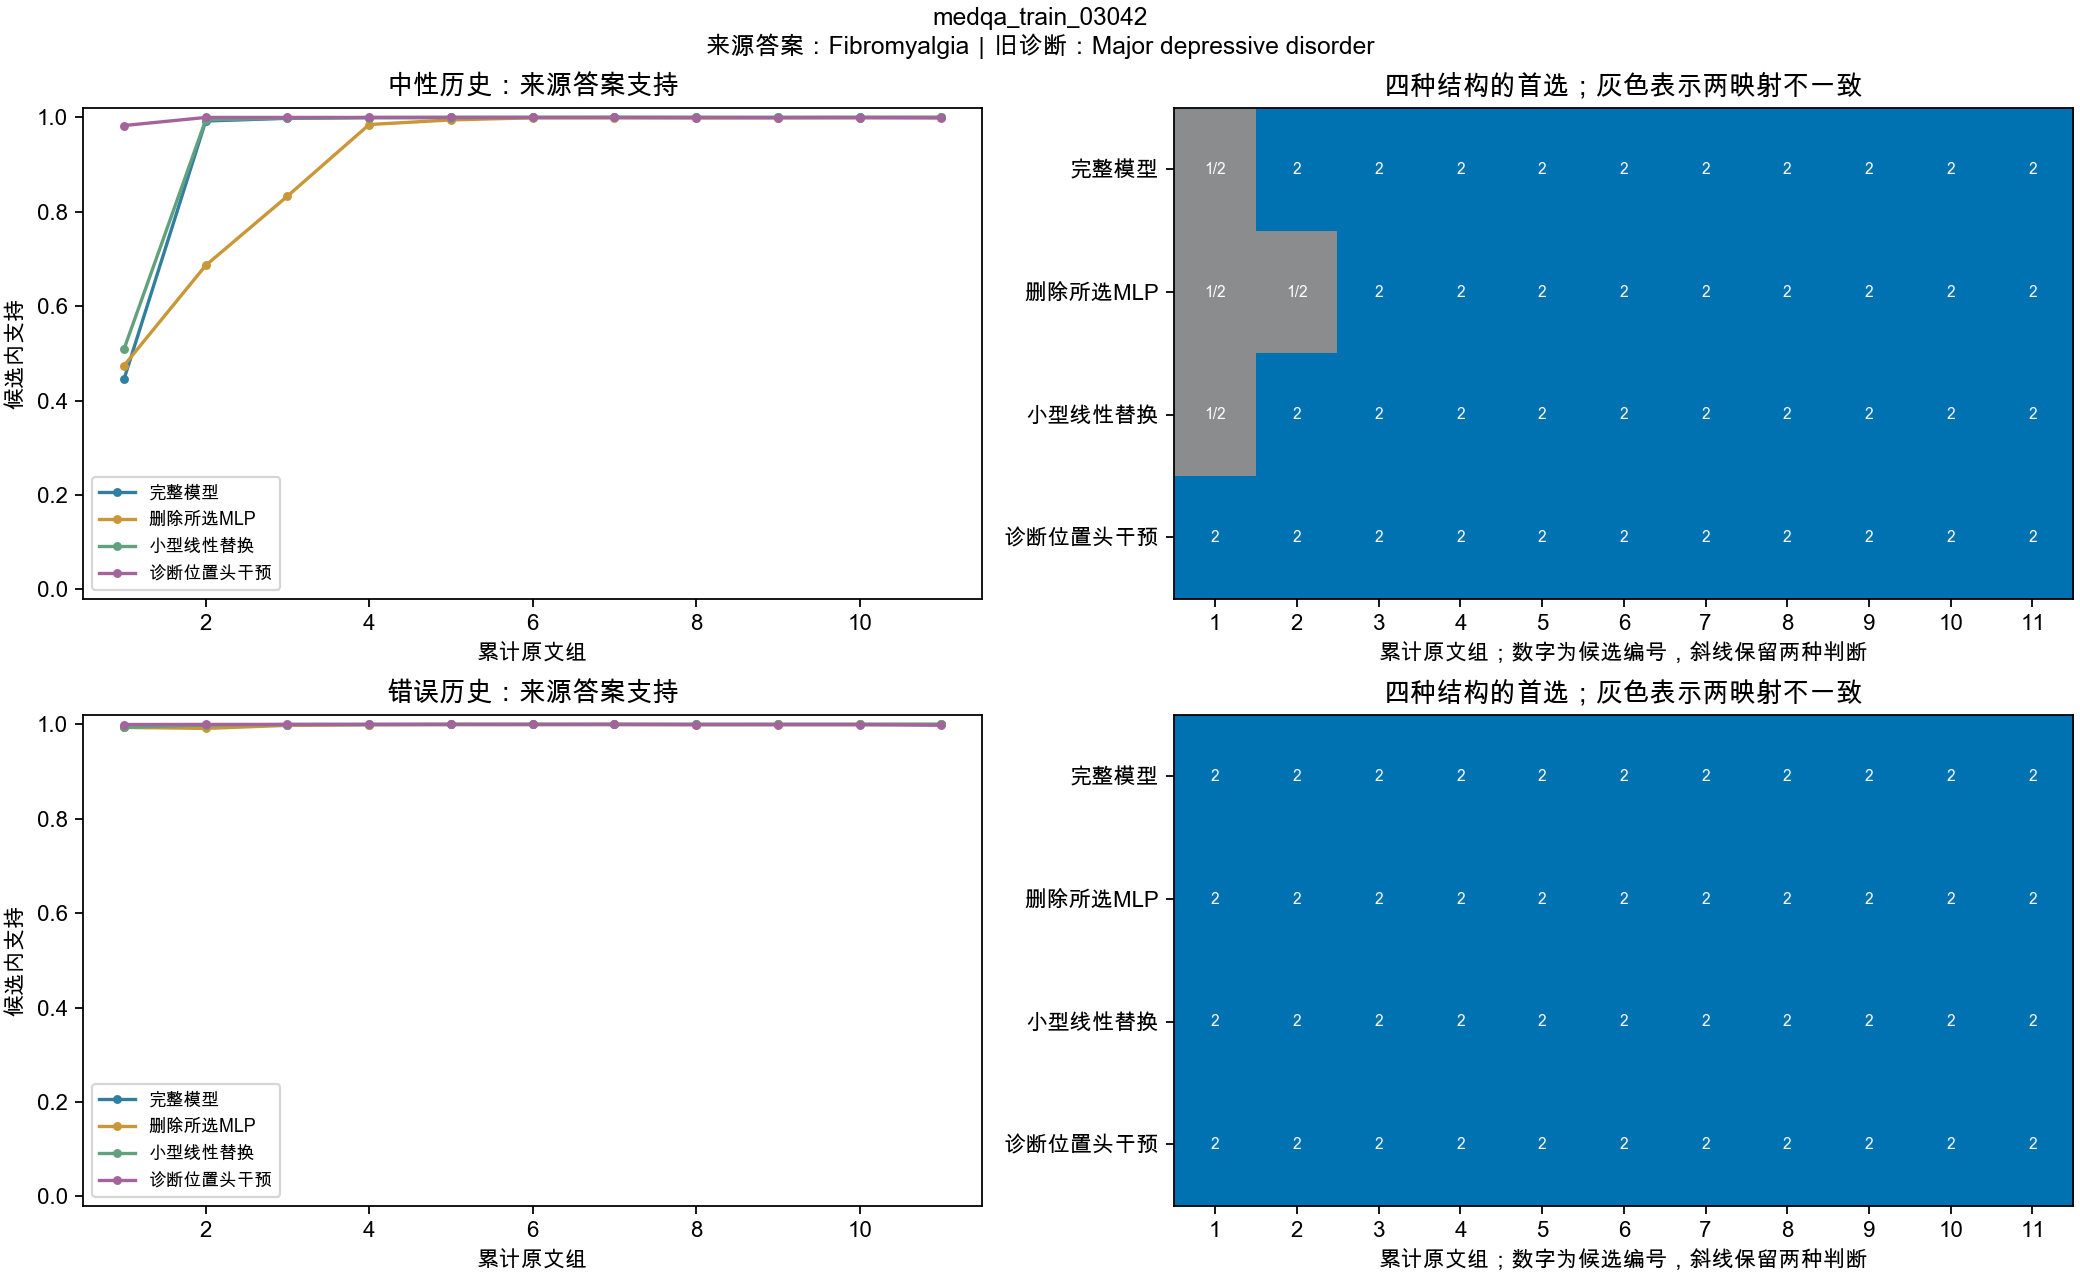 medqa_train_03042
来源答案：Fibromyalgia | 旧诊断：Major depressive disorder
中性历史：来源答案支持
候选内支持
1.0
0.8
0.6
0.4
0.2
0.0
完整模型
删除所选MLP
小型线性替换
诊断位置头干预
2 4 6 8 10
累计原文组
四种结构的首选；灰色表示两映射不一致
完整模型 1/2 2 2 2 2 2 2 2 2 2 2
删除所选MLP 1/2 1/2 2 2 2 2 2 2 2 2 2
小型线性替换 1/2 2 2 2 2 2 2 2 2 2 2
诊断位置头干预 2 2 2 2 2 2 2 2 2 2 2
1 2 3 4 5 6 7 8 9 10 11
累计原文组；数字为候选编号，斜线保留两种判断
错误历史：来源答案支持
候选内支持
1.0
0.8
0.6
0.4
0.2
0.0
完整模型
删除所选MLP
小型线性替换
诊断位置头干预
2 4 6 8 10
累计原文组
四种结构的首选；灰色表示两映射不一致
完整模型 2 2 2 2 2 2 2 2 2 2 2
删除所选MLP 2 2 2 2 2 2 2 2 2 2 2
小型线性替换 2 2 2 2 2 2 2 2 2 2 2
诊断位置头干预 2 2 2 2 2 2 2 2 2 2 2
1 2 3 4 5 6 7 8 9 10 11
累计原文组；数字为候选编号，斜线保留两种判断